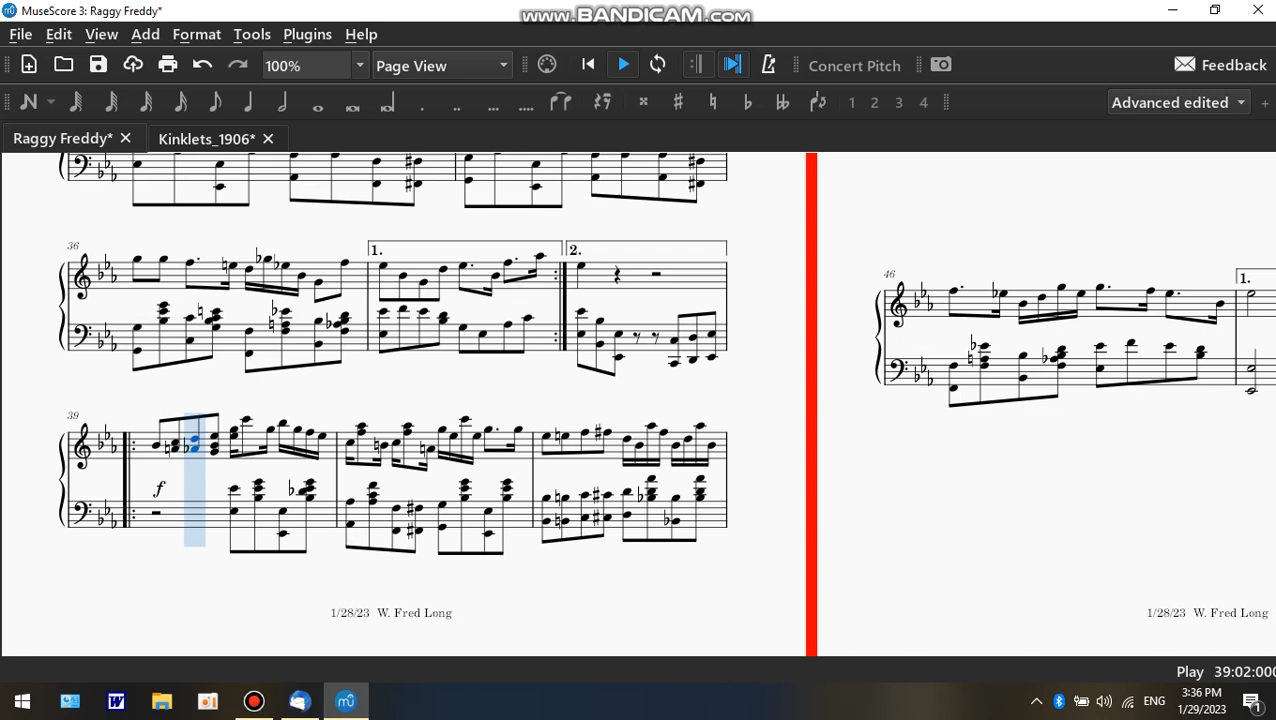 MuseScore 3: Raggy Freddy*
www.BANDICAM.com
File Edit View Add Format Tools Plugins Help
100% Page View Concert Pitch Feedback
1 2 3 4 Advanced edited
Raggy Freddy* Kinklets_1906*
36 1. 2.
46 1.
39
f
1/28/23 W. Fred Long
1/28/23 W. Fred Long
Play 39:02:000
ENG
3:36 PM
1/29/2023
1